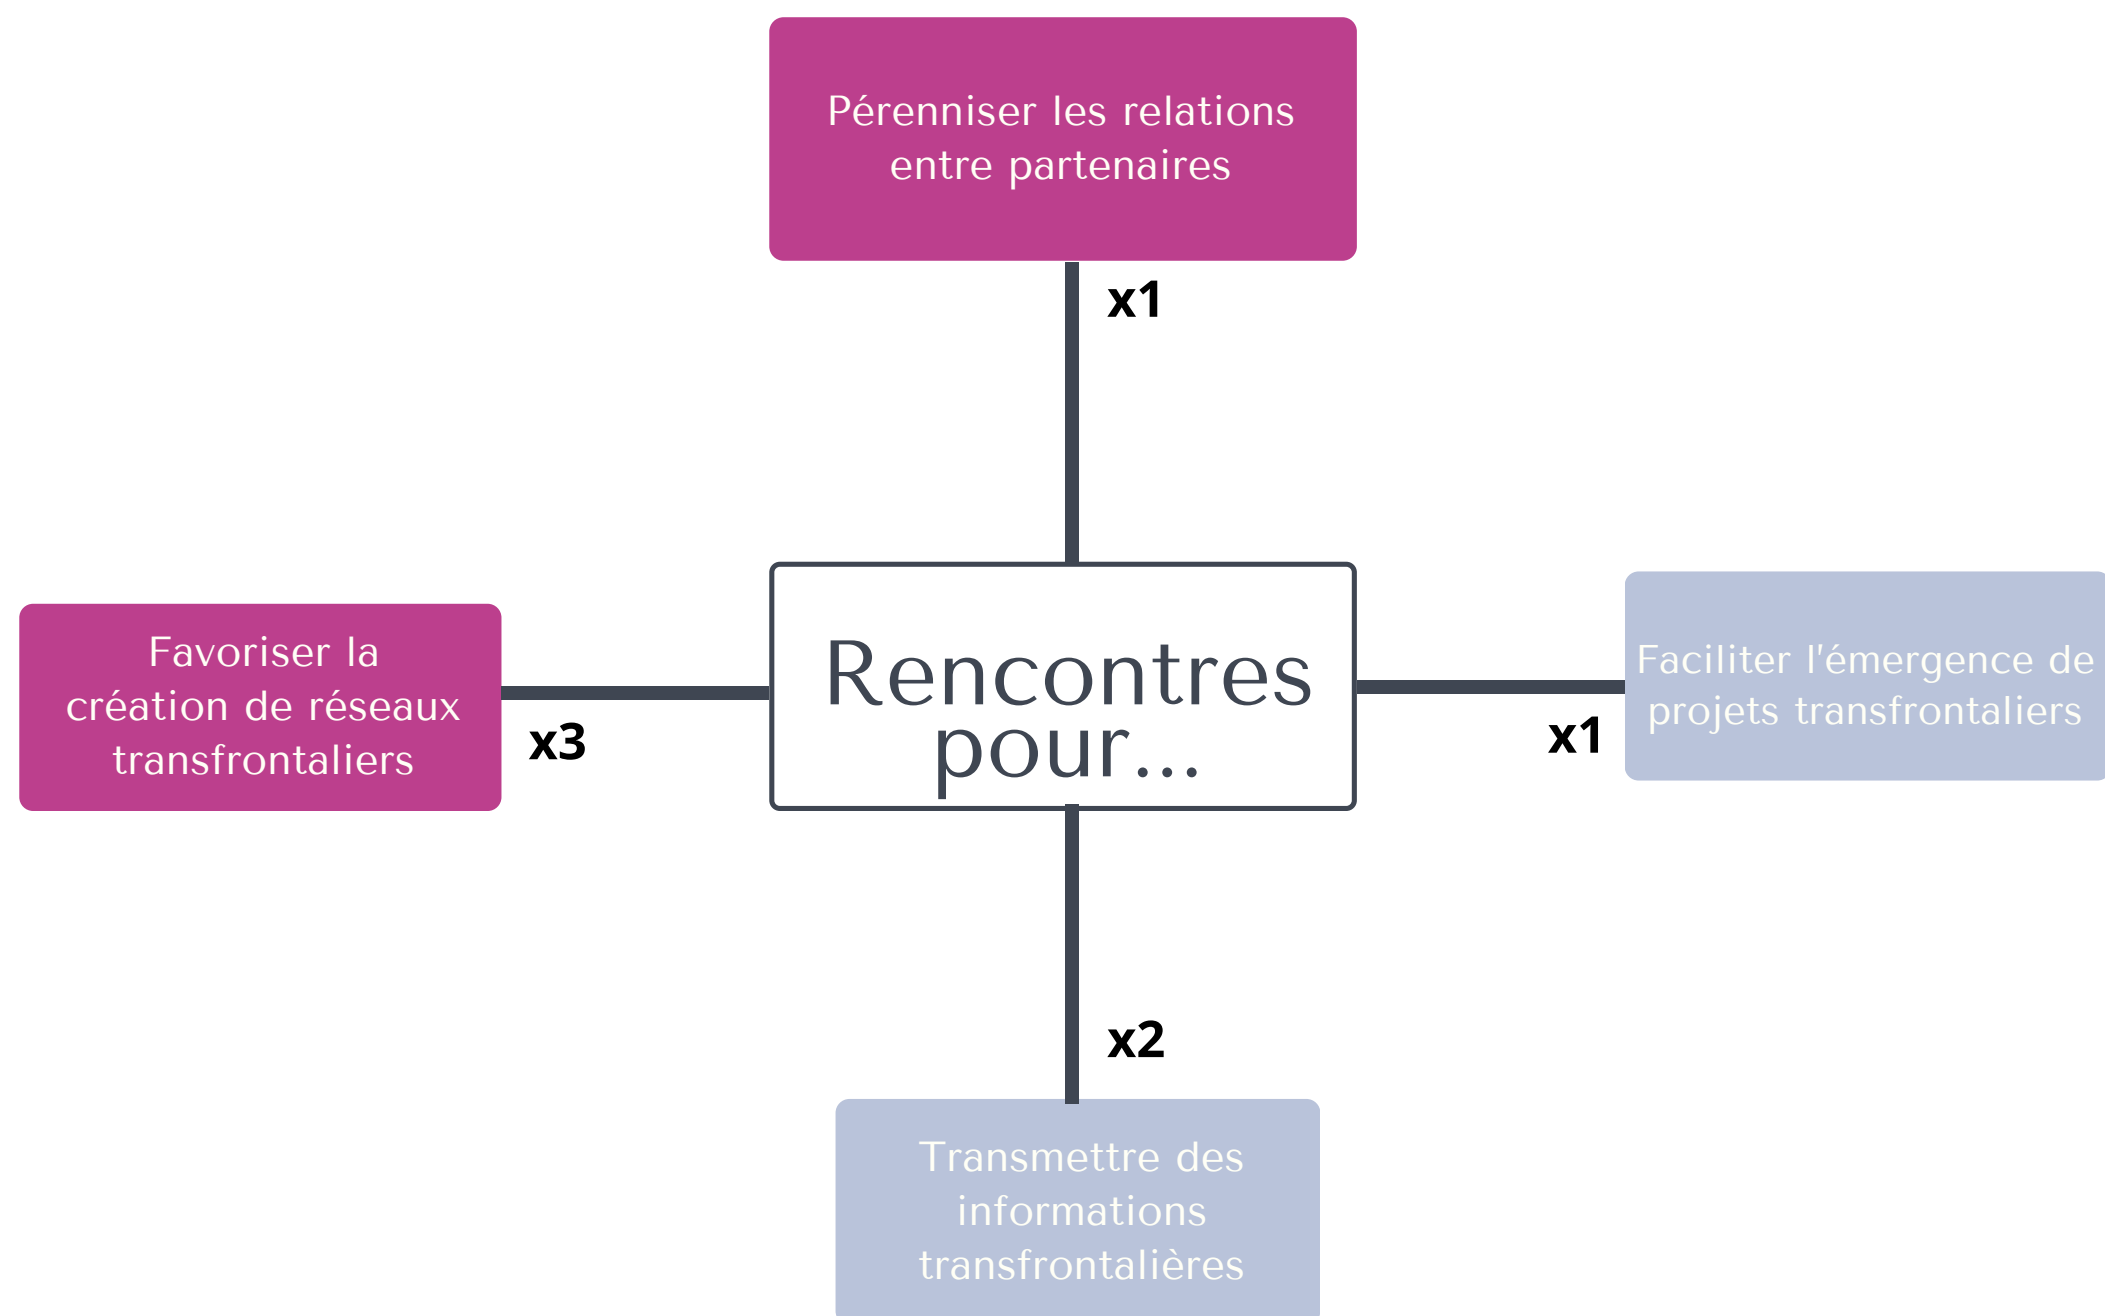 Pérenniser les relations
entre partenaires
x1
Favoriser la
création de réseaux
transfrontaliers
x3
Rencontres
pour...
Faciliter l'émergence de
projets transfrontaliers
x1
x2
Transmettre des
informations
transfrontalières